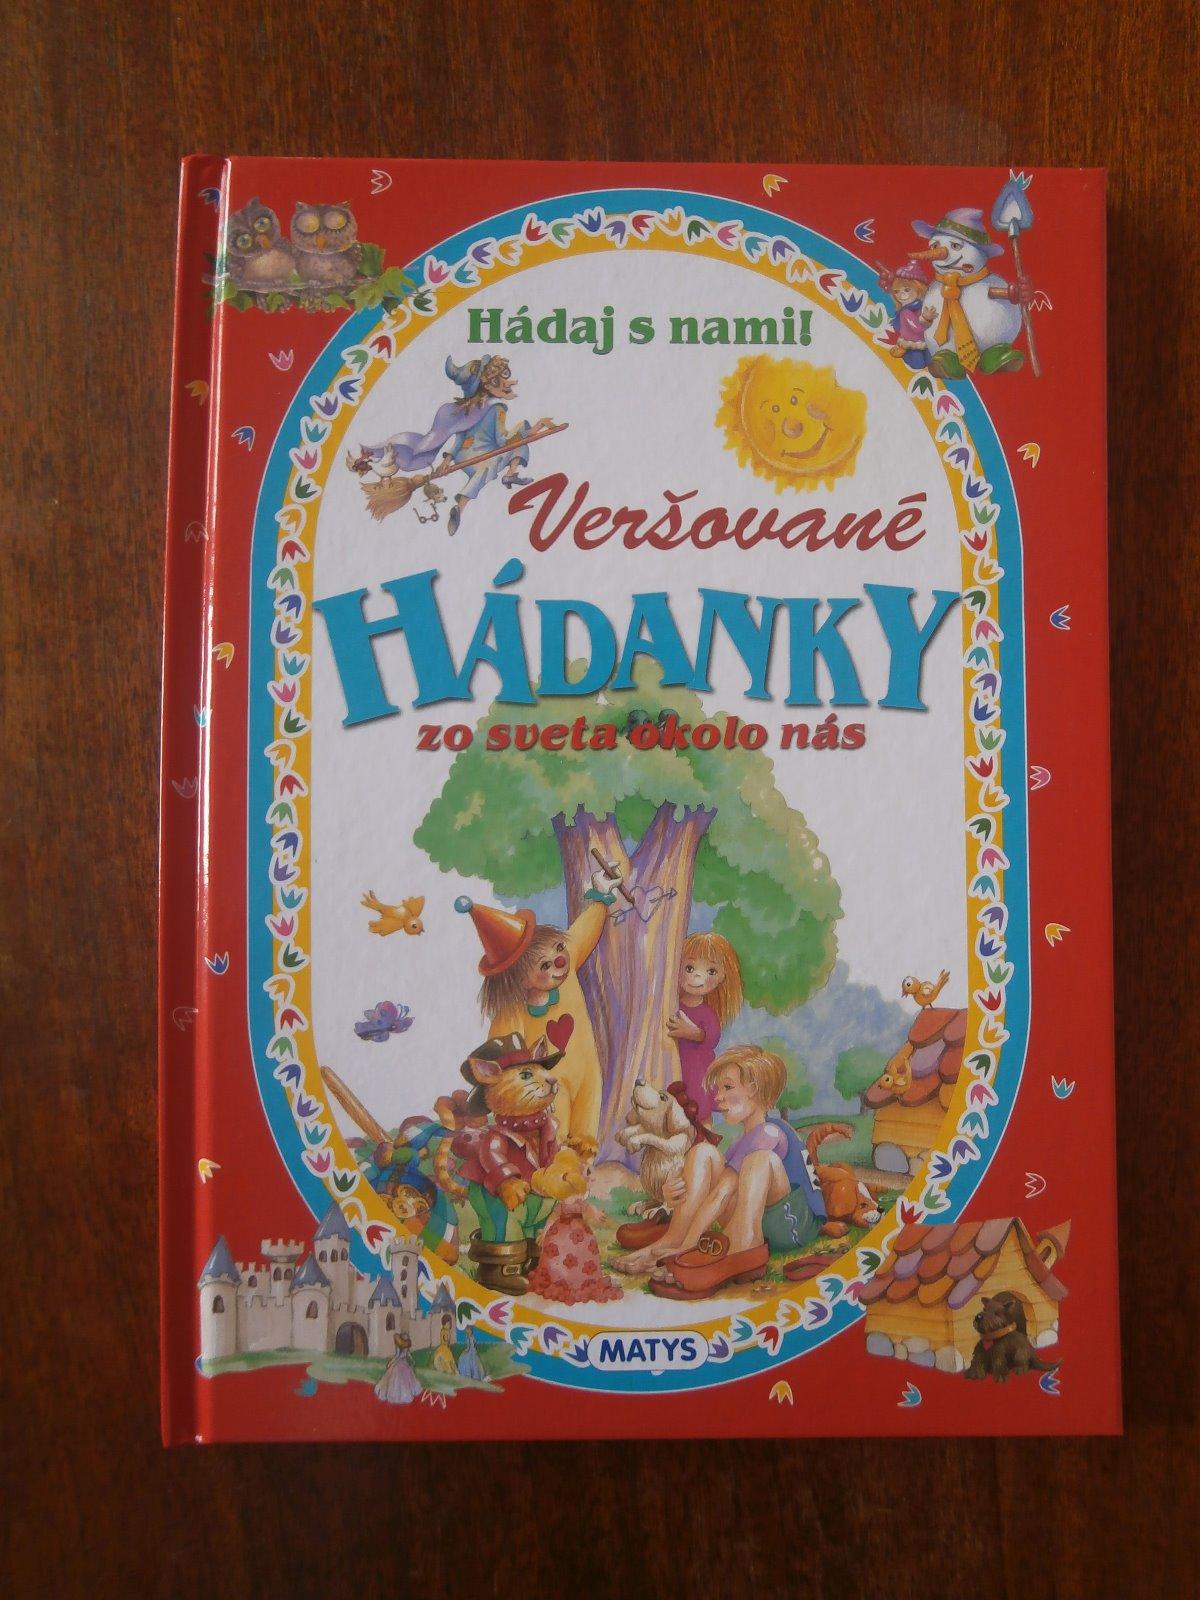 Hádaj s nami!
Veršované
HÁDANKY
zo sveta okolo nás
MATYS